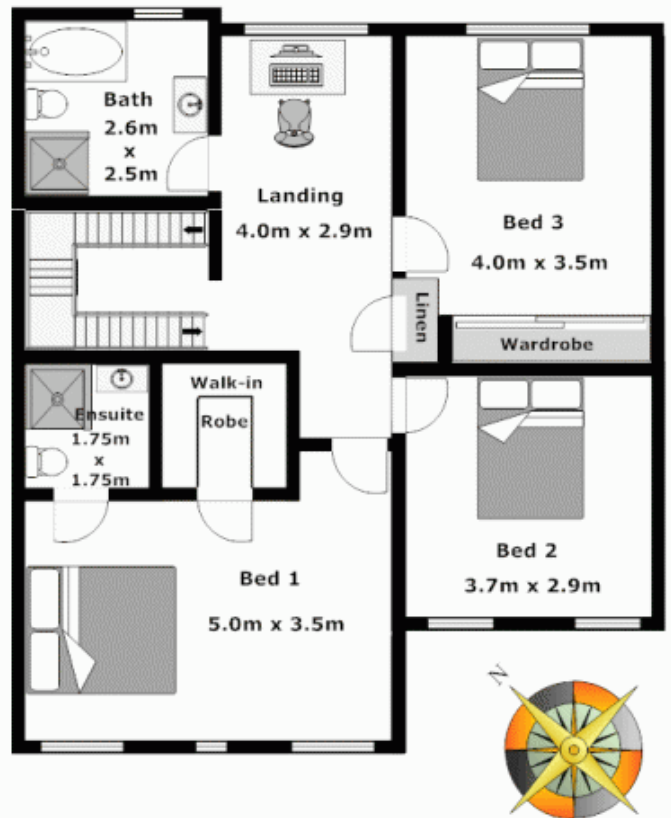 Bath
2.6m
x
2.5m
Landing
4.0m x 2.9m
Bed 3
4.0m x 3.5m
Linen
Wardrobe
Walk-in
Robe
Ensuite
1.75m
x
1.75m
Bed 1
5.0m x 3.5m
Bed 2
3.7m x 2.9m
N